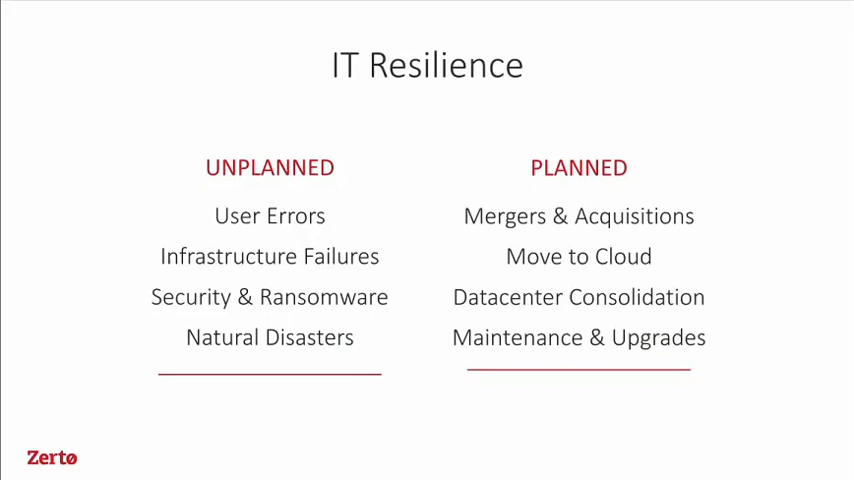 IT Resilience
UNPLANNED
User Errors
Infrastructure Failures
Security & Ransomware
Natural Disasters
PLANNED
Mergers & Acquisitions
Move to Cloud
Datacenter Consolidation
Maintenance & Upgrades
Zerto